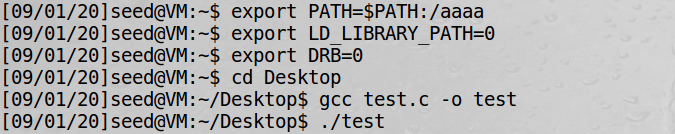 [09/01/20]seed@VM:~$ export PATH=$PATH:/aaaa
[09/01/20]seed@VM:~$ export LD_LIBRARY_PATH=0
[09/01/20]seed@VM:~$ export DRB=0
[09/01/20]seed@VM:~$ cd Desktop
[09/01/20]seed@VM:~/Desktop$ gcc test.c -o test
[09/01/20]seed@VM:~/Desktop$ ./test